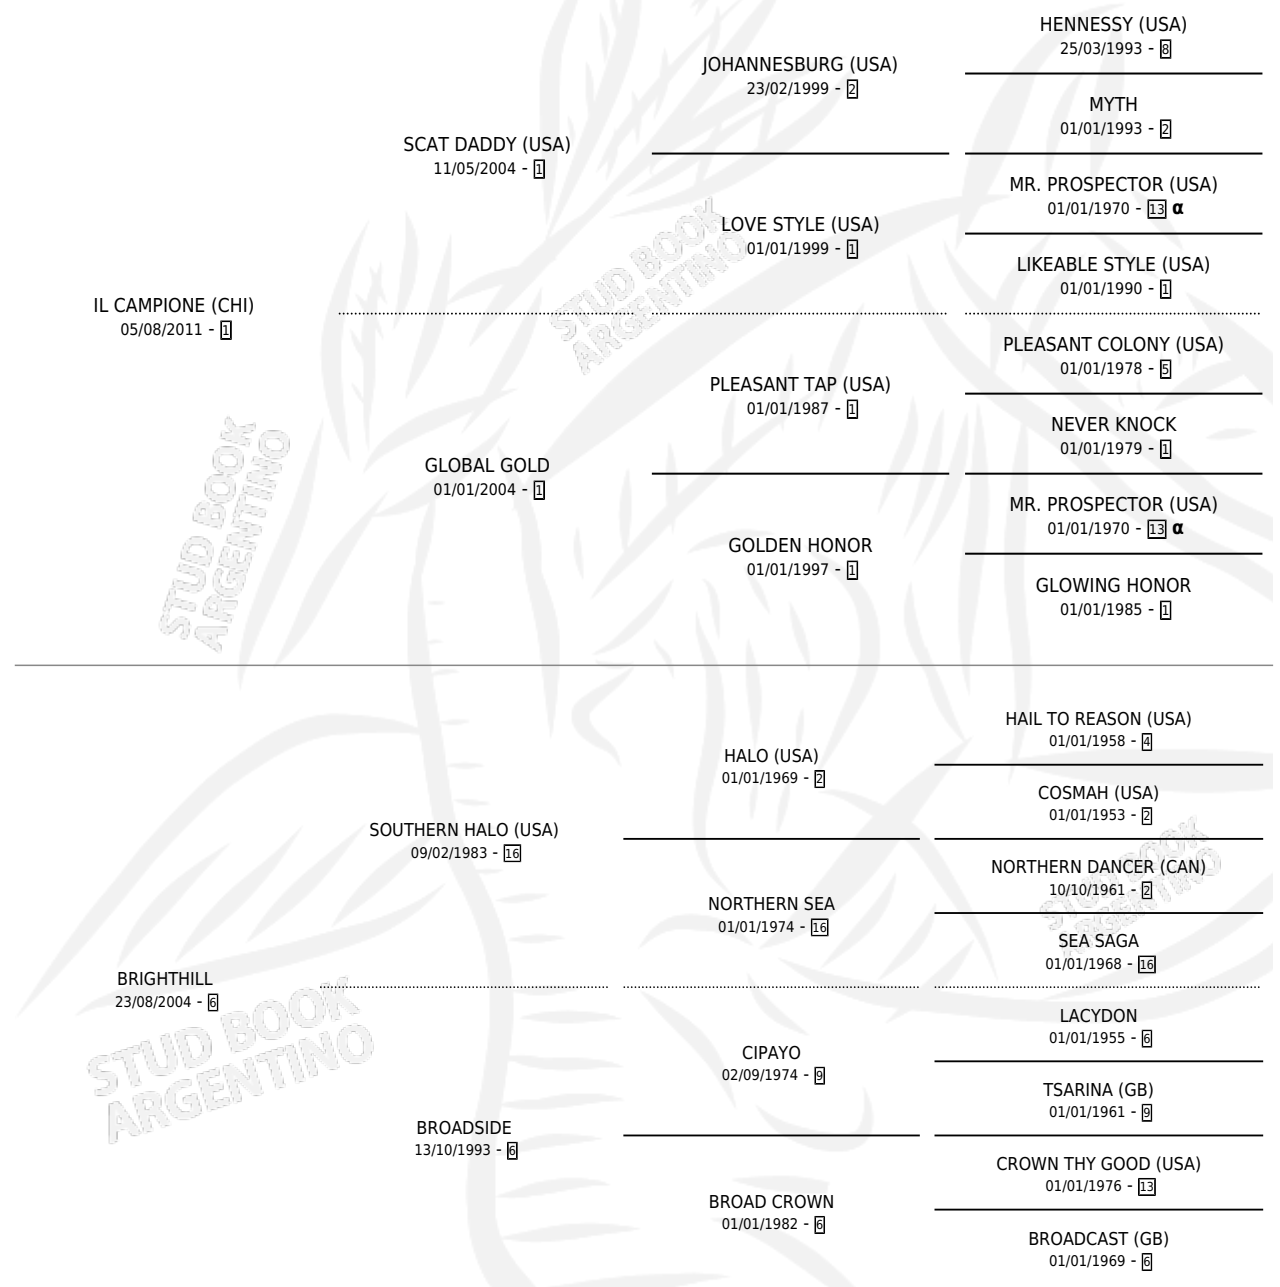 HENNESSY (USA)
25/03/1993 - 8
JOHANNESBURG (USA)
23/02/1999 - 2
MYTH
01/01/1993 - 2
SCAT DADDY (USA)
11/05/2004 - 1
MR. PROSPECTOR (USA)
01/01/1970 - 13 α
LOVE STYLE (USA)
01/01/1999 - 1
LIKEABLE STYLE (USA)
01/01/1990 - 1
IL CAMPIONE (CHI)
05/08/2011 - 1
PLEASANT COLONY (USA)
01/01/1978 - 5
PLEASANT TAP (USA)
01/01/1987 - 1
NEVER KNOCK
01/01/1979 - 1
GLOBAL GOLD
01/01/2004 - 1
MR. PROSPECTOR (USA)
01/01/1970 - 13 α
GOLDEN HONOR
01/01/1997 - 1
GLOWING HONOR
01/01/1985 - 1
HAIL TO REASON (USA)
01/01/1958 - 4
HALO (USA)
01/01/1969 - 2
COSMAH (USA)
01/01/1953 - 2
SOUTHERN HALO (USA)
09/02/1983 - 16
NORTHERN DANCER (CAN)
10/10/1961 - 2
NORTHERN SEA
01/01/1974 - 16
SEA SAGA
01/01/1968 - 16
BRIGHTHILL
23/08/2004 - 6
LACYDON
01/01/1955 - 6
CIPAYO
02/09/1974 - 9
TSARINA (GB)
01/01/1961 - 9
BROADSIDE
13/10/1993 - 6
CROWN THY GOOD (USA)
01/01/1976 - 13
BROAD CROWN
01/01/1982 - 6
BROADCAST (GB)
01/01/1969 - 6
STUD BOOK
ARGENTINO
STUD BOOK
ARGENTINO
STUD BOOK
ARGENTINO
STUD BOOK
ARGENTINO